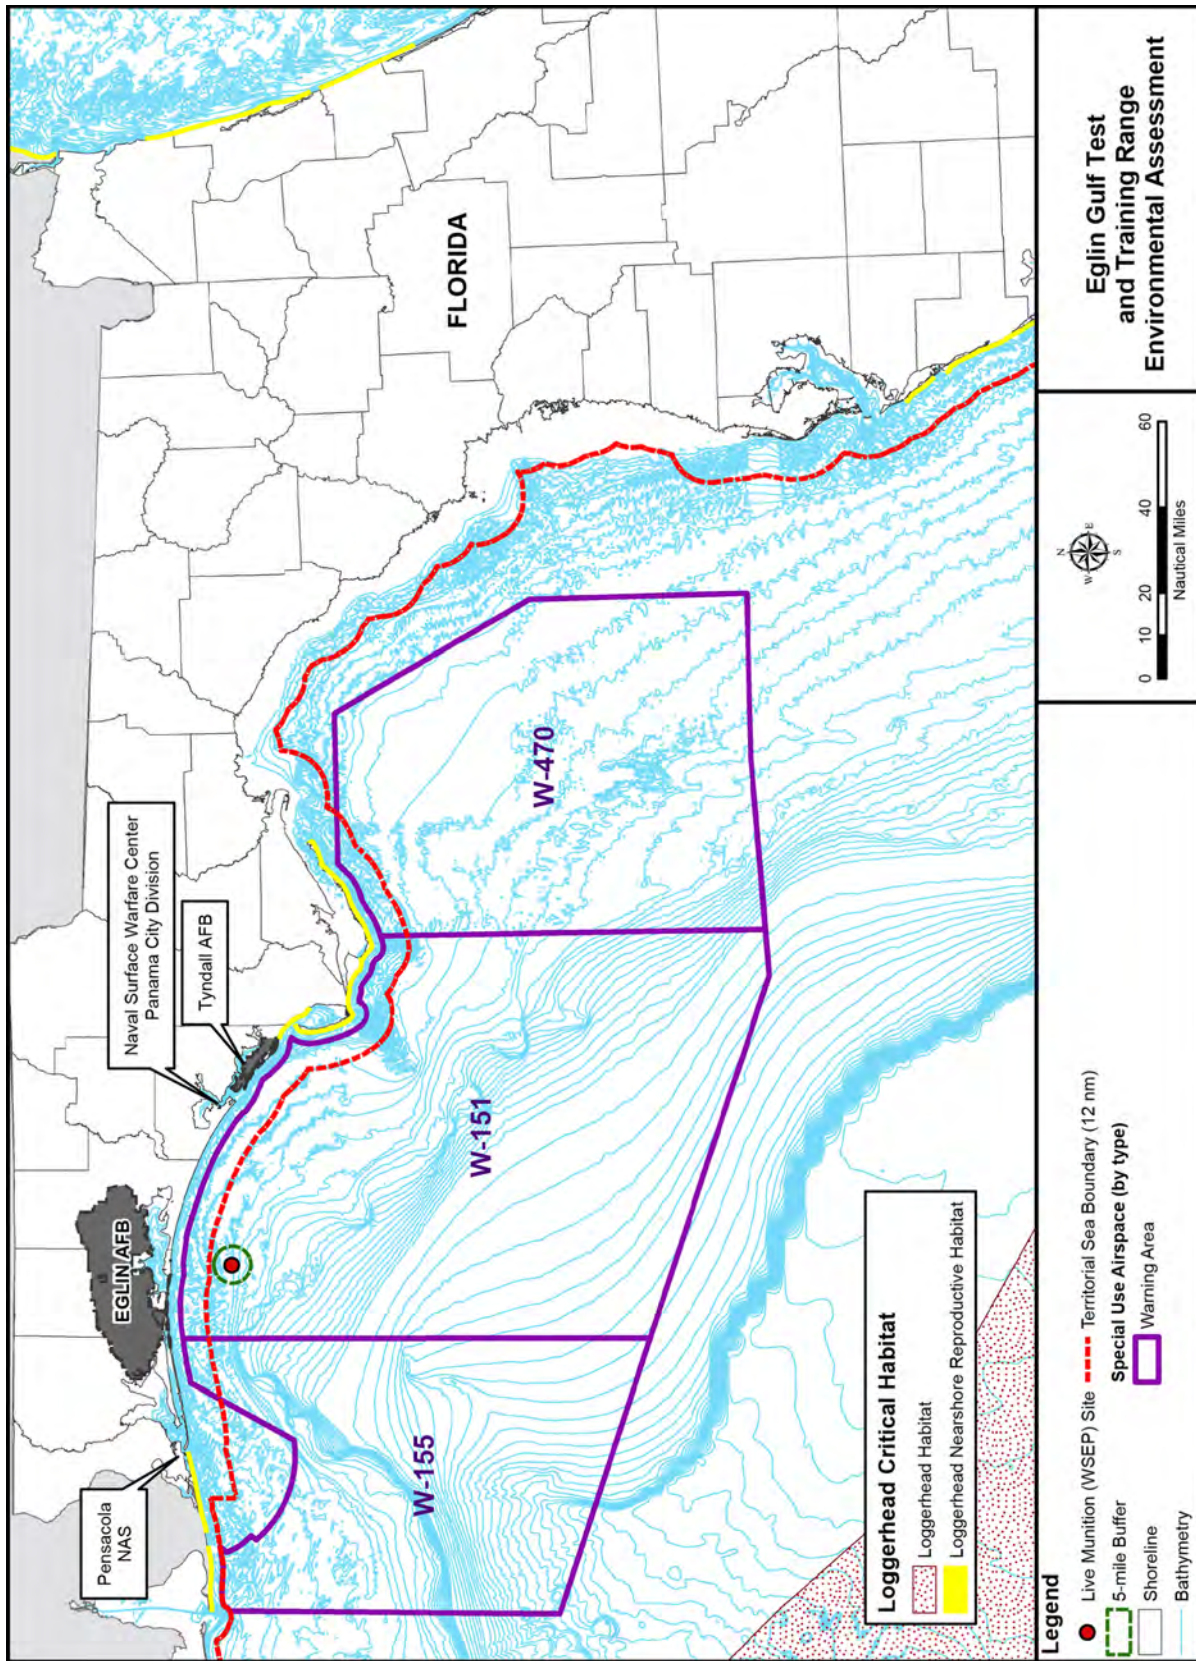 Pensacola
NAS
EGLIN AFB
Naval Surface Warfare Center
Panama City Division
Tyndall AFB
FLORIDA
W-155
W-151
W-470
Loggerhead Critical Habitat
Loggerhead Habitat
Loggerhead Nearshore Reproductive Habitat
Legend
Live Munition (WSEP) Site
5-mile Buffer
Shoreline
Bathymetry
Territorial Sea Boundary (12 nm)
Special Use Airspace (by type)
Warning Area
N
W
E
S
0 10 20 40 60
Nautical Miles
Eglin Gulf Test
and Training Range
Environmental Assessment